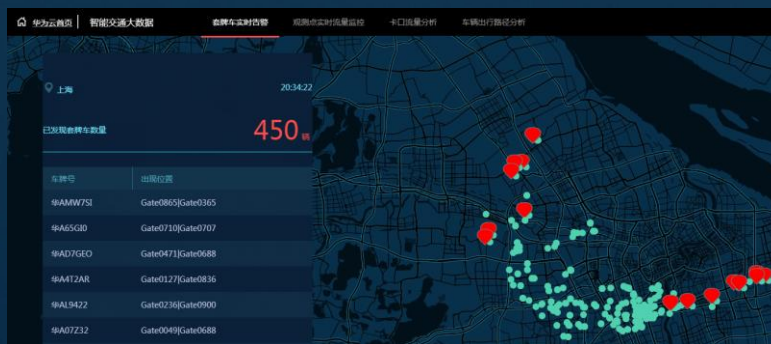 华为云首页 智能交通大数据 套牌车实时告警 观测点实时流量监控 卡口流量分析 车辆出行路径分析
上海 20:34:22
已发现套牌车数量 450 辆
车牌号 出现位置
华AMW7SI Gate0865|Gate0365
华A65GI0 Gate0710|Gate0707
华AD7GEO Gate0471|Gate0688
华A4T2AR Gate0127|Gate0836
华AL9422 Gate0236|Gate0900
华A07Z32 Gate0049|Gate0688